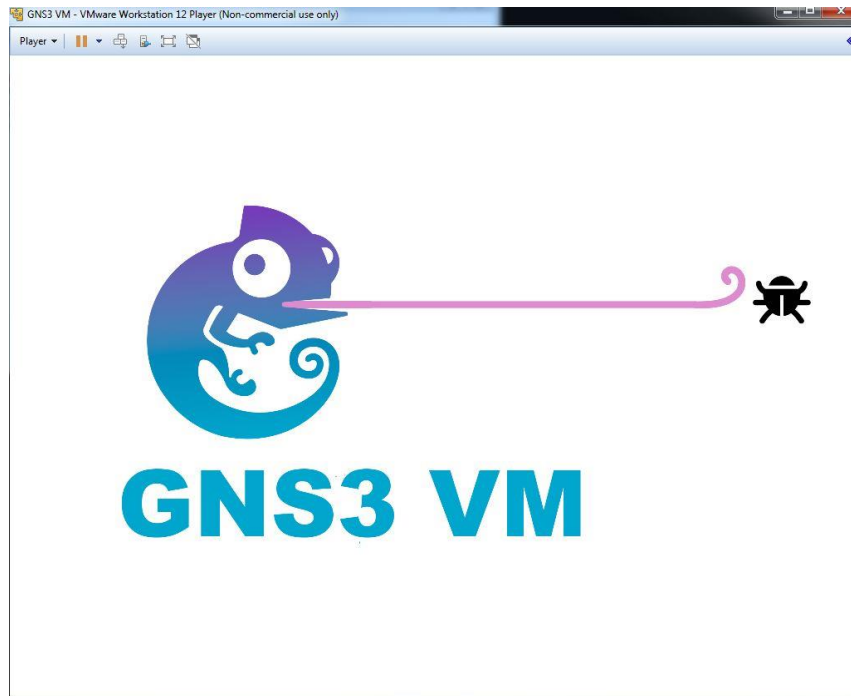 GNS3 VM - VMware Workstation 12 Player (Non-commercial use only)
Player
GNS3 VM